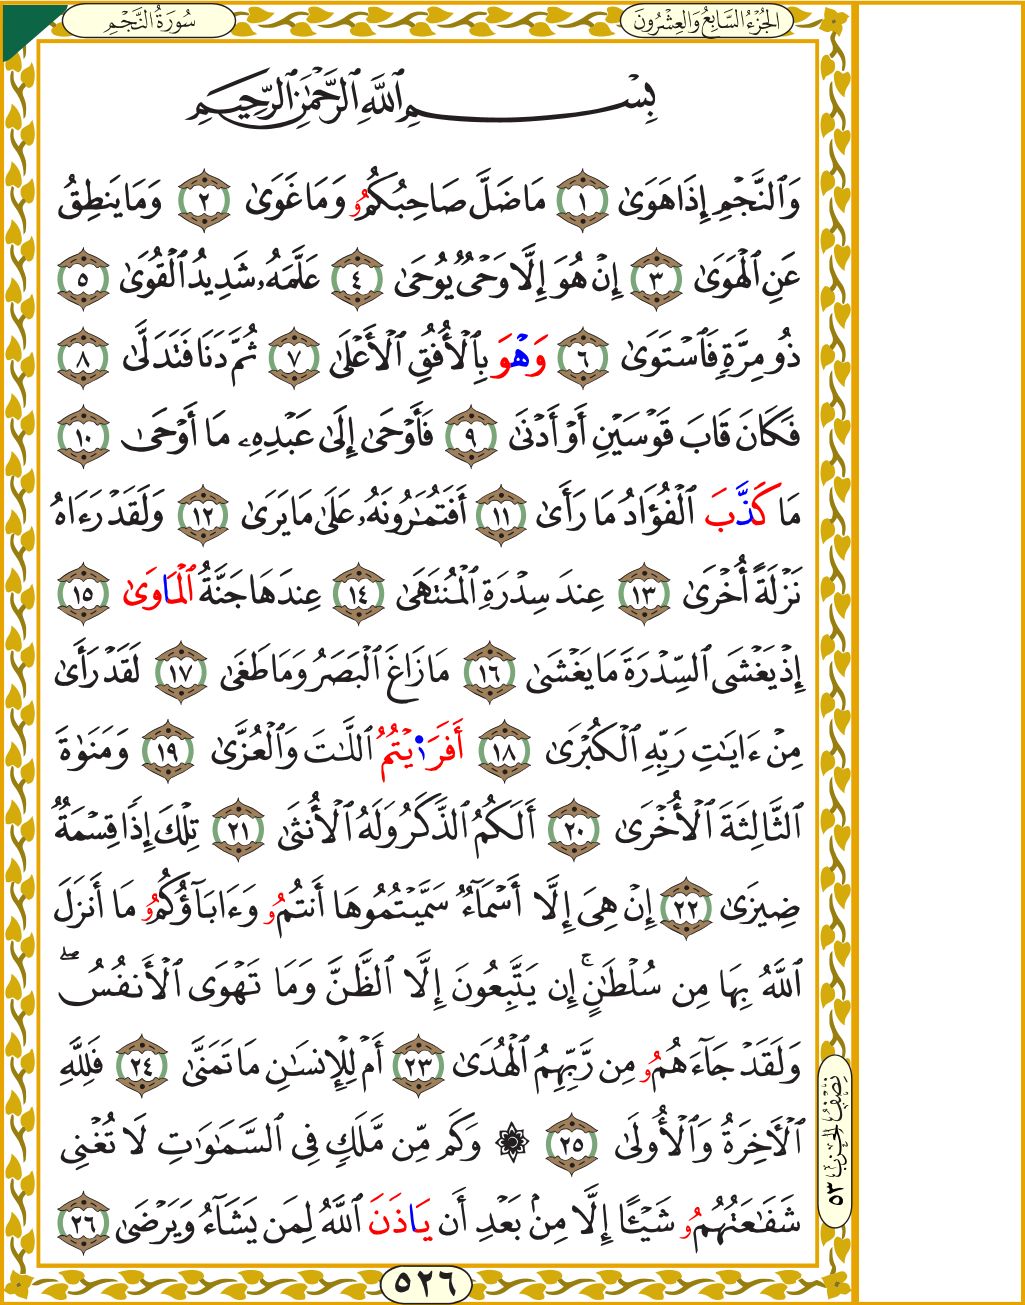 سُورَةُ النَّجْمِ
الجُزْءُ السَّابِعُ وَالعِشْرُونَ
بِسْمِ ٱللَّهِ ٱلرَّحْمَٰنِ ٱلرَّحِيمِ
وَٱلنَّجْمِ إِذَا هَوَىٰ ١ مَا ضَلَّ صَاحِبُكُمُۥ وَمَا غَوَىٰ ٢ وَمَا يَنطِقُ
عَنِ ٱلْهَوَىٰ ٣ إِنْ هُوَ إِلَّا وَحْىٌ يُوحَىٰ ٤ عَلَّمَهُۥ شَدِيدُ ٱلْقُوَىٰ ٥
ذُو مِرَّةٍ فَٱسْتَوَىٰ ٦ وَهْوَ بِٱلْأُفُقِ ٱلْأَعْلَىٰ ٧ ثُمَّ دَنَا فَتَدَلَّىٰ ٨
فَكَانَ قَابَ قَوْسَيْنِ أَوْ أَدْنَىٰ ٩ فَأَوْحَىٰ إِلَىٰ عَبْدِهِۦ مَا أَوْحَىٰ ١٠
مَا كَذَّبَ ٱلْفُؤَادُ مَا رَأَىٰ ١١ أَفَتُمَٰرُونَهُۥ عَلَىٰ مَا يَرَىٰ ١٢ وَلَقَدْ رَءَاهُ
نَزْلَةً أُخْرَىٰ ١٣ عِندَ سِدْرَةِ ٱلْمُنتَهَىٰ ١٤ عِندَهَا جَنَّةُ ٱلْمَاوَىٰ ١٥
إِذْ يَغْشَى ٱلسِّدْرَةَ مَا يَغْشَىٰ ١٦ مَا زَاغَ ٱلْبَصَرُ وَمَا طَغَىٰ ١٧ لَقَدْ رَأَىٰ
مِنْ ءَايَٰتِ رَبِّهِ ٱلْكُبْرَىٰ ١٨ أَفَرَٰيْتُمُ ٱللَّٰتَ وَٱلْعُزَّىٰ ١٩ وَمَنَوٰةَ
ٱلثَّالِثَةَ ٱلْأُخْرَىٰ ٢٠ أَلَكُمُ ٱلذَّكَرُ وَلَهُ ٱلْأُنثَىٰ ٢١ تِلْكَ إِذًا قِسْمَةٌ
ضِيزَىٰ ٢٢ إِنْ هِىَ إِلَّا أَسْمَآءٌ سَمَّيْتُمُوهَا أَنتُمُۥ وَءَابَآؤُكُمُۥ مَا أَنزَلَ
ٱللَّهُ بِهَا مِن سُلْطَٰنٍ ۚ إِن يَتَّبِعُونَ إِلَّا ٱلظَّنَّ وَمَا تَهْوَى ٱلْأَنفُسُ ۖ
وَلَقَدْ جَآءَهُمُۥ مِن رَّبِّهِمُ ٱلْهُدَىٰ ٢٣ أَمْ لِلْإِنسَٰنِ مَا تَمَنَّىٰ ٢٤ فَلِلَّهِ
ٱلْآخِرَةُ وَٱلْأُولَىٰ ٢٥ ۞ وَكَم مِّن مَّلَكٍ فِى ٱلسَّمَٰوَٰتِ لَا تُغْنِى
شَفَٰعَتُهُمُۥ شَيْـًٔا إِلَّا مِنۢ بَعْدِ أَن يَاذَنَ ٱللَّهُ لِمَن يَشَآءُ وَيَرْضَىٰ ٢٦
نِصْفُ الحِزْبِ ٥٣
٥٢٦